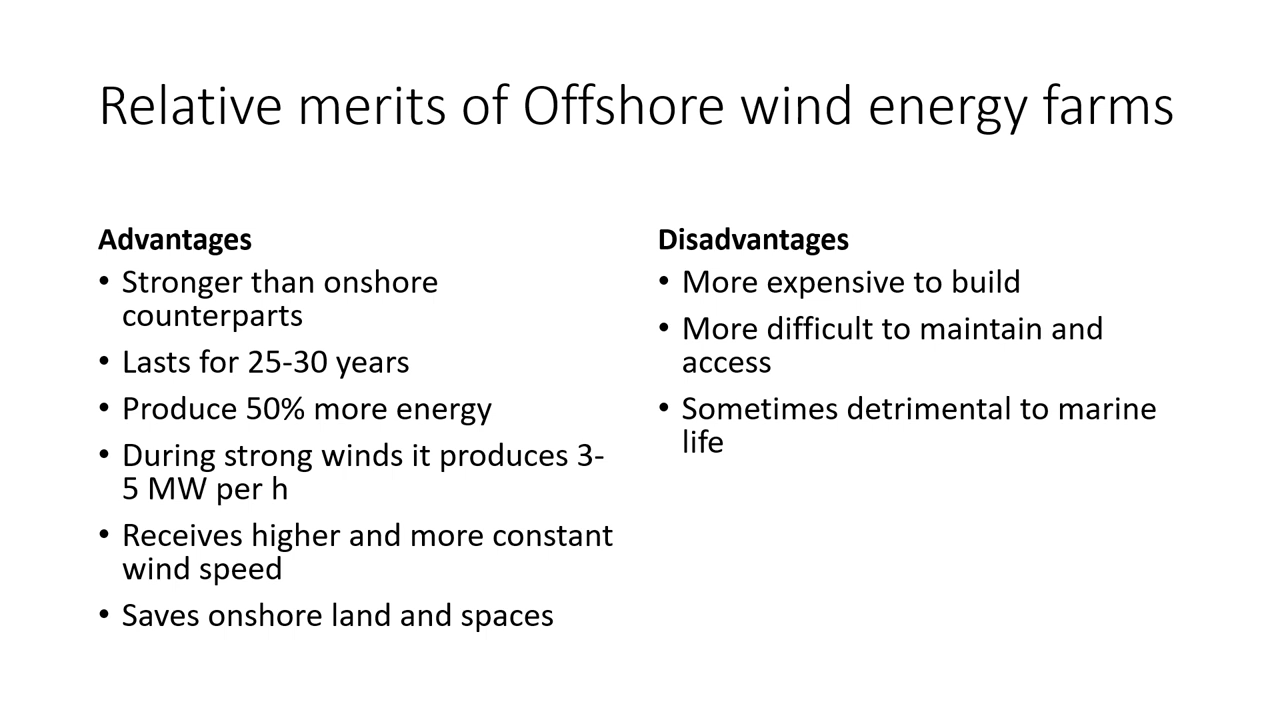 Relative merits of Offshore wind energy farms
Advantages
• Stronger than onshore
counterparts
• Lasts for 25-30 years
• Produce 50% more energy
• During strong winds it produces 3-
5 MW per h
• Receives higher and more constant
wind speed
• Saves onshore land and spaces
Disadvantages
• More expensive to build
• More difficult to maintain and
access
• Sometimes detrimental to marine
life